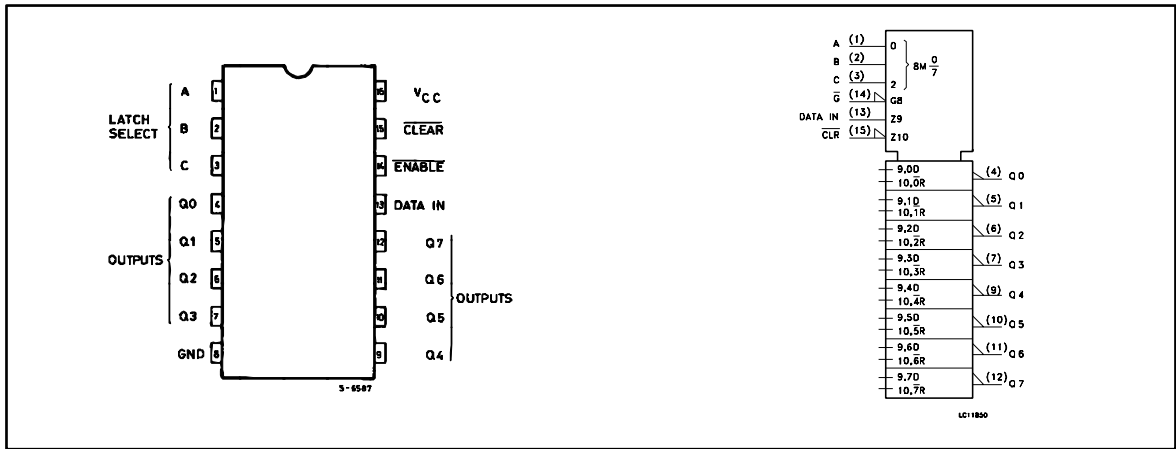 LATCH SELECT
A 1
B 2
C 3
OUTPUTS
Q0 4
Q1 5
Q2 6
Q3 7
GND 8
16 VCC
15 CLEAR
14 ENABLE
13 DATA IN
12 Q7
11 Q6
10 Q5
9 Q4
OUTPUTS
S-6587
A (1) 0
B (2)
C (3) 2
8M 0/7
G (14) G8
DATA IN (13) Z9
CLR (15) Z10
9,0D
10,0R
(4) Q0
9,1D
10,1R
(5) Q1
9,2D
10,2R
(6) Q2
9,3D
10,3R
(7) Q3
9,4D
10,4R
(9) Q4
9,5D
10,5R
(10) Q5
9,6D
10,6R
(11) Q6
9,7D
10,7R
(12) Q7
LC11850